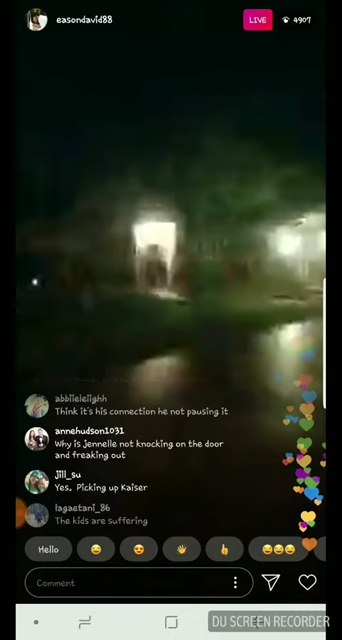 easondavid88
LIVE
4907
abbiieleiighh
Think it's his connection he not pausing it
annehudson1031
Why is jennelle not knocking on the door
and freaking out
jill_su
Yes. Picking up Kaiser
lagaetani_86
The kids are suffering
Hello
Comment
DU SCREEN RECORDER